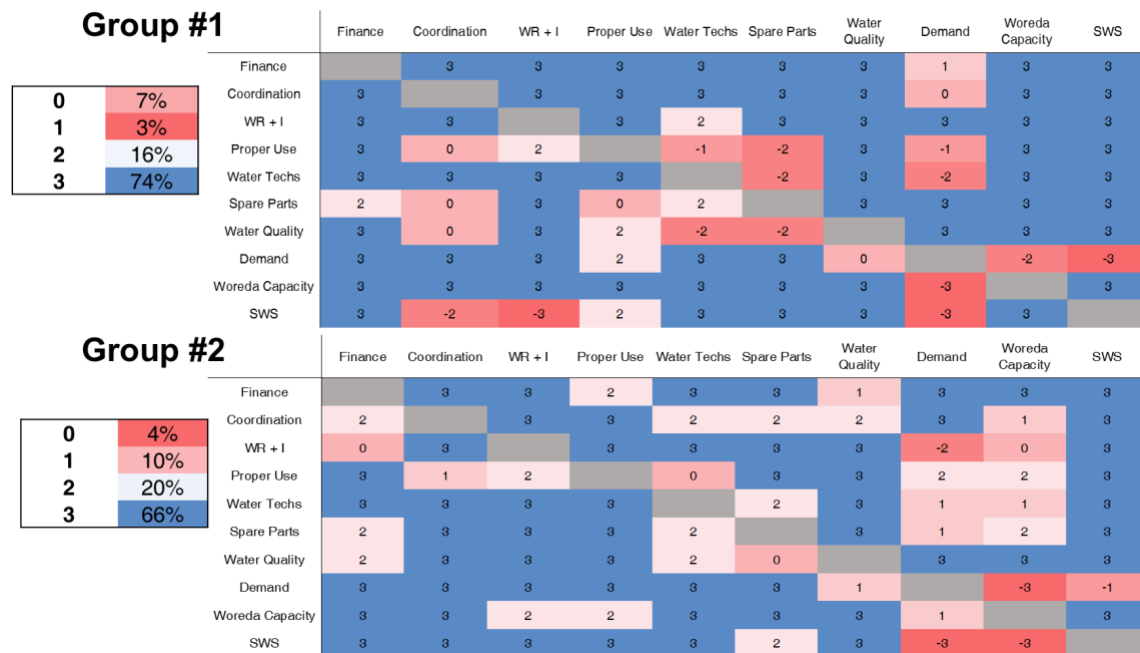 Group #1
Finance Coordination WR + I Proper Use Water Techs Spare Parts Water Quality Demand Woreda Capacity SWS
Finance 3 3 3 3 3 3 1 3 3
Coordination 3 3 3 3 3 3 0 3 3
WR + I 3 3 3 2 3 3 3 3 3
Proper Use 3 0 2 -1 -2 3 -1 3 3
Water Techs 3 3 3 3 -2 3 -2 3 3
Spare Parts 2 0 3 0 2 3 3 3 3
Water Quality 3 0 3 2 -2 -2 3 3 3
Demand 3 3 3 2 3 3 0 -2 -3
Woreda Capacity 3 3 3 3 3 3 3 -3 3
SWS 3 -2 -3 2 3 3 3 -3 3
0 7%
1 3%
2 16%
3 74%
Group #2
Finance Coordination WR + I Proper Use Water Techs Spare Parts Water Quality Demand Woreda Capacity SWS
Finance 3 3 2 3 3 1 3 3 3
Coordination 2 3 3 2 2 2 3 1 3
WR + I 0 3 3 3 3 3 -2 0 3
Proper Use 3 1 2 0 3 3 2 2 3
Water Techs 3 3 3 3 2 3 1 1 3
Spare Parts 2 3 3 3 2 3 1 2 3
Water Quality 2 3 3 3 2 0 3 3 3
Demand 3 3 3 3 3 3 1 -3 -1
Woreda Capacity 3 3 2 2 3 3 3 1 3
SWS 3 3 3 3 3 2 3 -3 -3
0 4%
1 10%
2 20%
3 66%